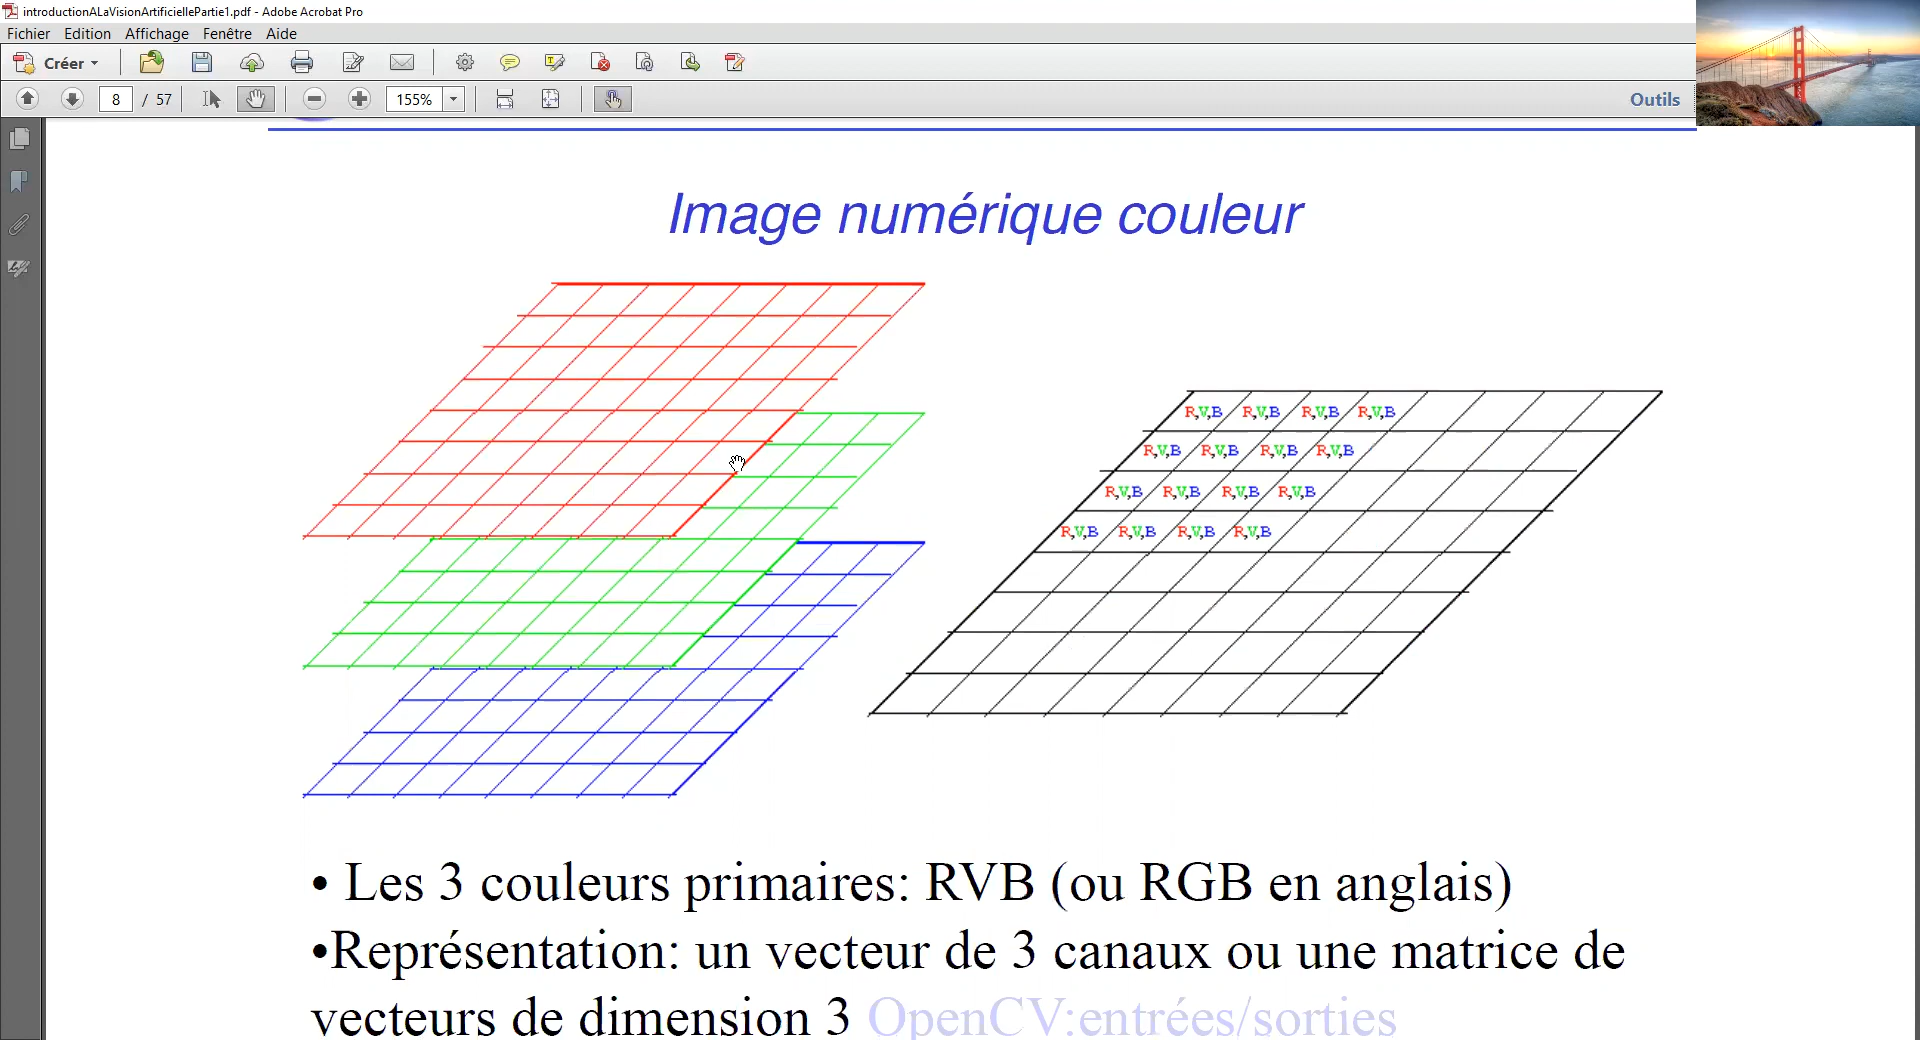 introductionALaVisionArtificiellePartie1.pdf - Adobe Acrobat Pro
Fichier Edition Affichage Fenêtre Aide
Créer
8 / 57 155% Outils
Image numérique couleur
R,V,B R,V,B R,V,B R,V,B
R,V,B R,V,B R,V,B R,V,B
R,V,B R,V,B R,V,B R,V,B
R,V,B R,V,B R,V,B R,V,B
• Les 3 couleurs primaires: RVB (ou RGB en anglais)
•Représentation: un vecteur de 3 canaux ou une matrice de
vecteurs de dimension 3 OpenCV:entrées/sorties